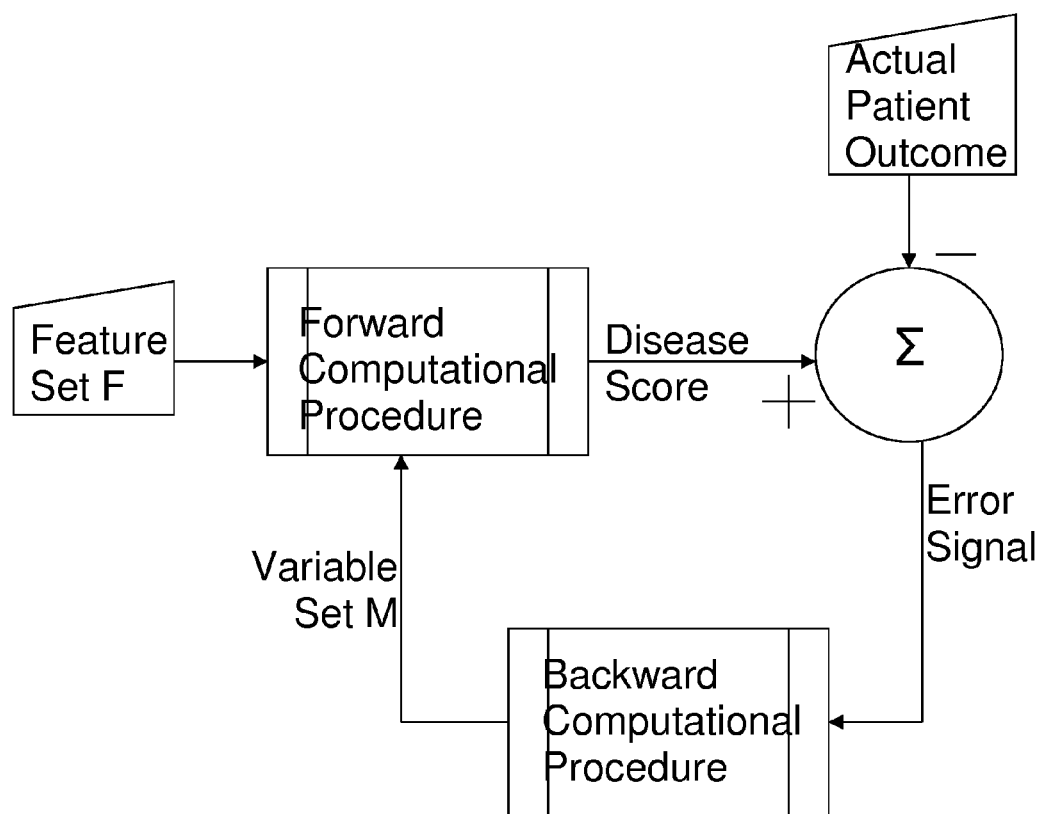 Actual
Patient
Outcome
—
Feature
Set F
Forward
Computational
Procedure
Disease
Score
+
Σ
Error
Signal
Variable
Set M
Backward
Computational
Procedure